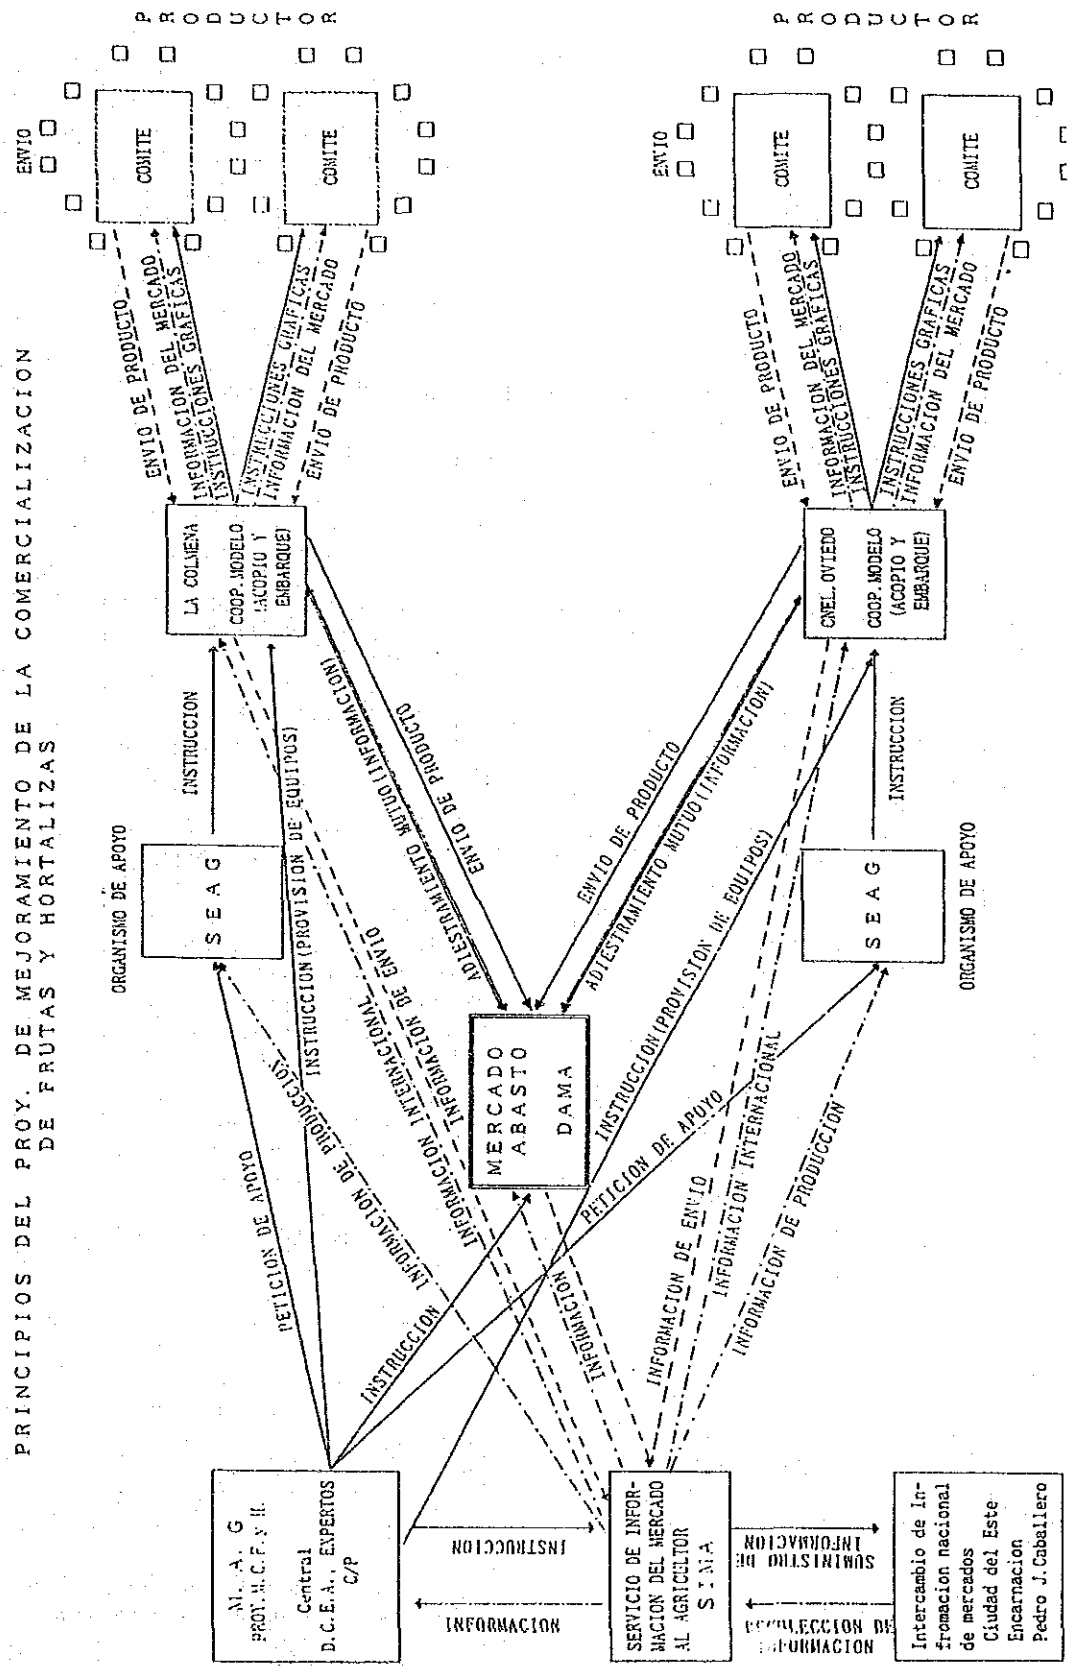 PRINCIPIOS DEL PROY. DE MEJORAMIENTO DE LA COMERCIALIZACION
DE FRUTAS Y HORTALIZAS
M. A. G
PROY. M. C. F. y H.
Central
D.C.E.A., EXPERTOS
C/P
INSTRUCCION
INFORMACION
SERVICIO DE INFOR-
MACION DEL MERCADO
AL AGRICULTOR
S I M A
SUMINISTRO DE
INFORMACION
RECOLECCION DE
INFORMACION
Intercambio de In-
fromacion nacional
de mercados
Ciudad del Este
Encarnacion
Pedro J. Caballero
PETICION DE APOYO
INSTRUCCION (PROVISION DE EQUIPOS)
INFORMACION DE PRODUCCION
INFORMACION INTERNACIONAL
INFORMACION DE ENVIO
INSTRUCCION
INFORMACION
PETICION DE APOYO
INSTRUCCION (PROVISION DE EQUIPOS)
INFORMACION DE ENVIO
INFORMACION INTERNACIONAL
INFORMACION DE PRODUCCION
MERCADO
ABASTO
DAMA
ORGANISMO DE APOYO
S E A G
INSTRUCCION
ADIESTRAMIENTO MUTUO (INFORMACION)
ENVIO DE PRODUCTO
ENVIO DE PRODUCTO
ADIESTRAMIENTO MUTUO (INFORMACION)
S E A G
ORGANISMO DE APOYO
INSTRUCCION
LA COLMENA
COOP. MODELO
(ACOPIO Y
EMBARQUE)
CNEL. OVIEDO
COOP. MODELO
(ACOPIO Y
EMBARQUE)
ENVIO DE PRODUCTO
INFORMACION DEL MERCADO
INSTRUCCIONES GRAFICAS
INSTRUCCIONES GRAFICAS
INFORMACION DEL MERCADO
ENVIO DE PRODUCTO
ENVIO DE PRODUCTO
INFORMACION DEL MERCADO
INSTRUCCIONES GRAFICAS
INSTRUCCIONES GRAFICAS
INFORMACION DEL MERCADO
ENVIO DE PRODUCTO
ENVIO
COMITE
COMITE
ENVIO
COMITE
COMITE
P R O D U C T O R
P R O D U C T O R